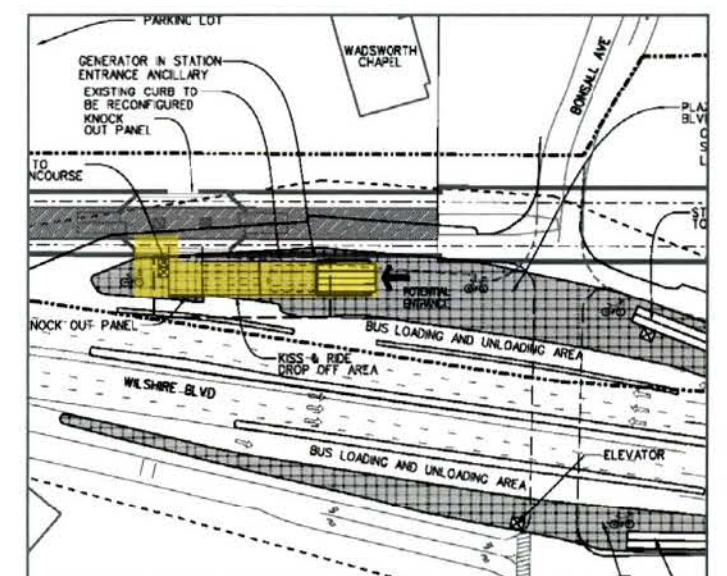 PARKING LOT
GENERATOR IN STATION
ENTRANCE ANCILLARY
EXISTING CURB TO
BE RECONFIGURED
KNOCK
OUT PANEL
WADSWORTH
CHAPEL
BONSALL AVE
PLA
BLV
TO
NCOURSE
ST
TO
POTENTIAL
ENTRANCE
NOCK OUT PANEL
BUS LOADING AND UNLOADING AREA
KISS & RIDE
DROP OFF AREA
WILSHIRE BLVD
BUS LOADING AND UNLOADING AREA
ELEVATOR